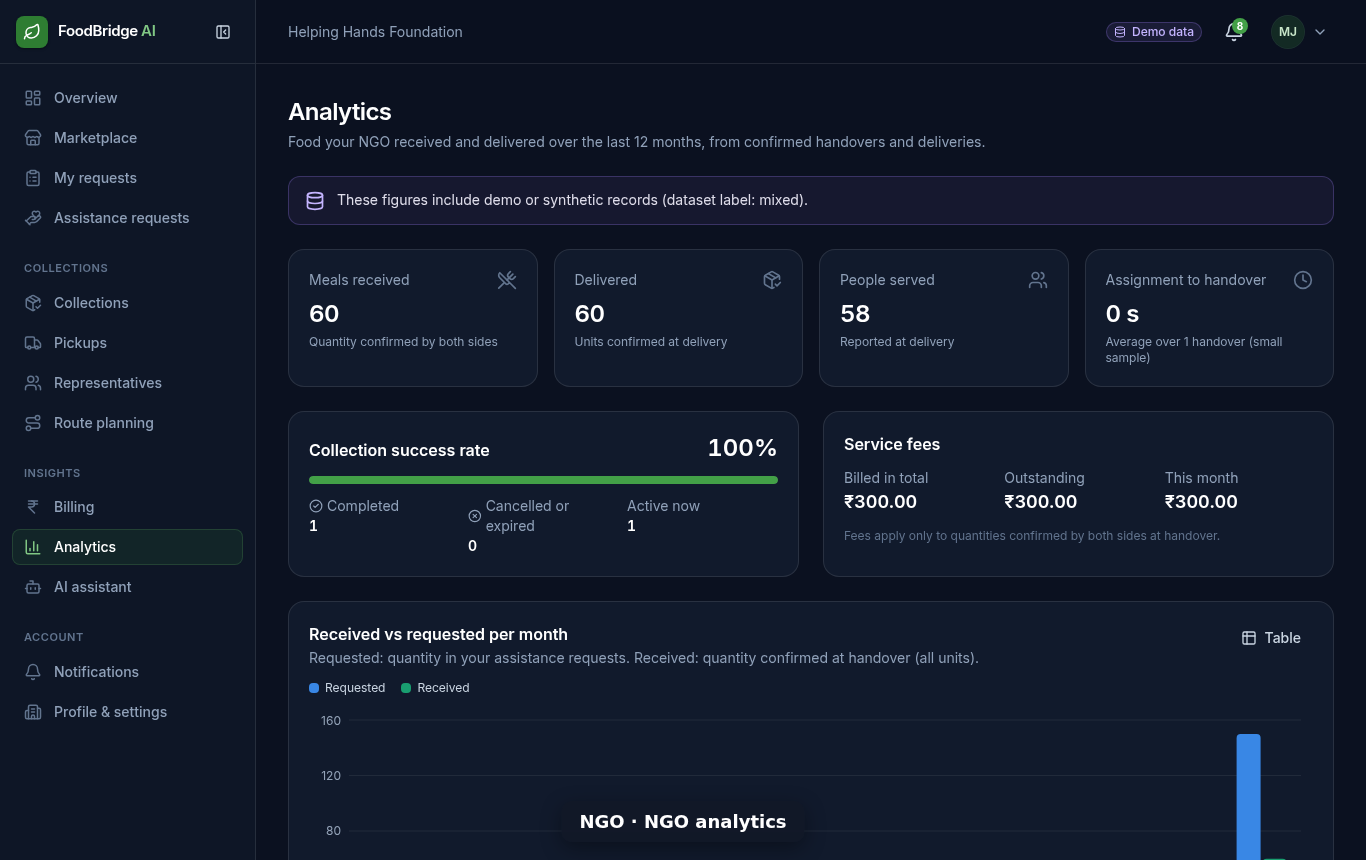 FoodBridge AI
Helping Hands Foundation
Demo data
8
MJ
Overview
Marketplace
My requests
Assistance requests
COLLECTIONS
Collections
Pickups
Representatives
Route planning
INSIGHTS
Billing
Analytics
AI assistant
ACCOUNT
Notifications
Profile & settings
Analytics
Food your NGO received and delivered over the last 12 months, from confirmed handovers and deliveries.
These figures include demo or synthetic records (dataset label: mixed).
Meals received
60
Quantity confirmed by both sides
Delivered
60
Units confirmed at delivery
People served
58
Reported at delivery
Assignment to handover
0 s
Average over 1 handover (small
sample)
Collection success rate
100%
Completed
1
Cancelled or
expired
0
Active now
1
Service fees
Billed in total
₹300.00
Outstanding
₹300.00
This month
₹300.00
Fees apply only to quantities confirmed by both sides at handover.
Received vs requested per month
Table
Requested: quantity in your assistance requests. Received: quantity confirmed at handover (all units).
Requested
Received
160
120
80
NGO · NGO analytics